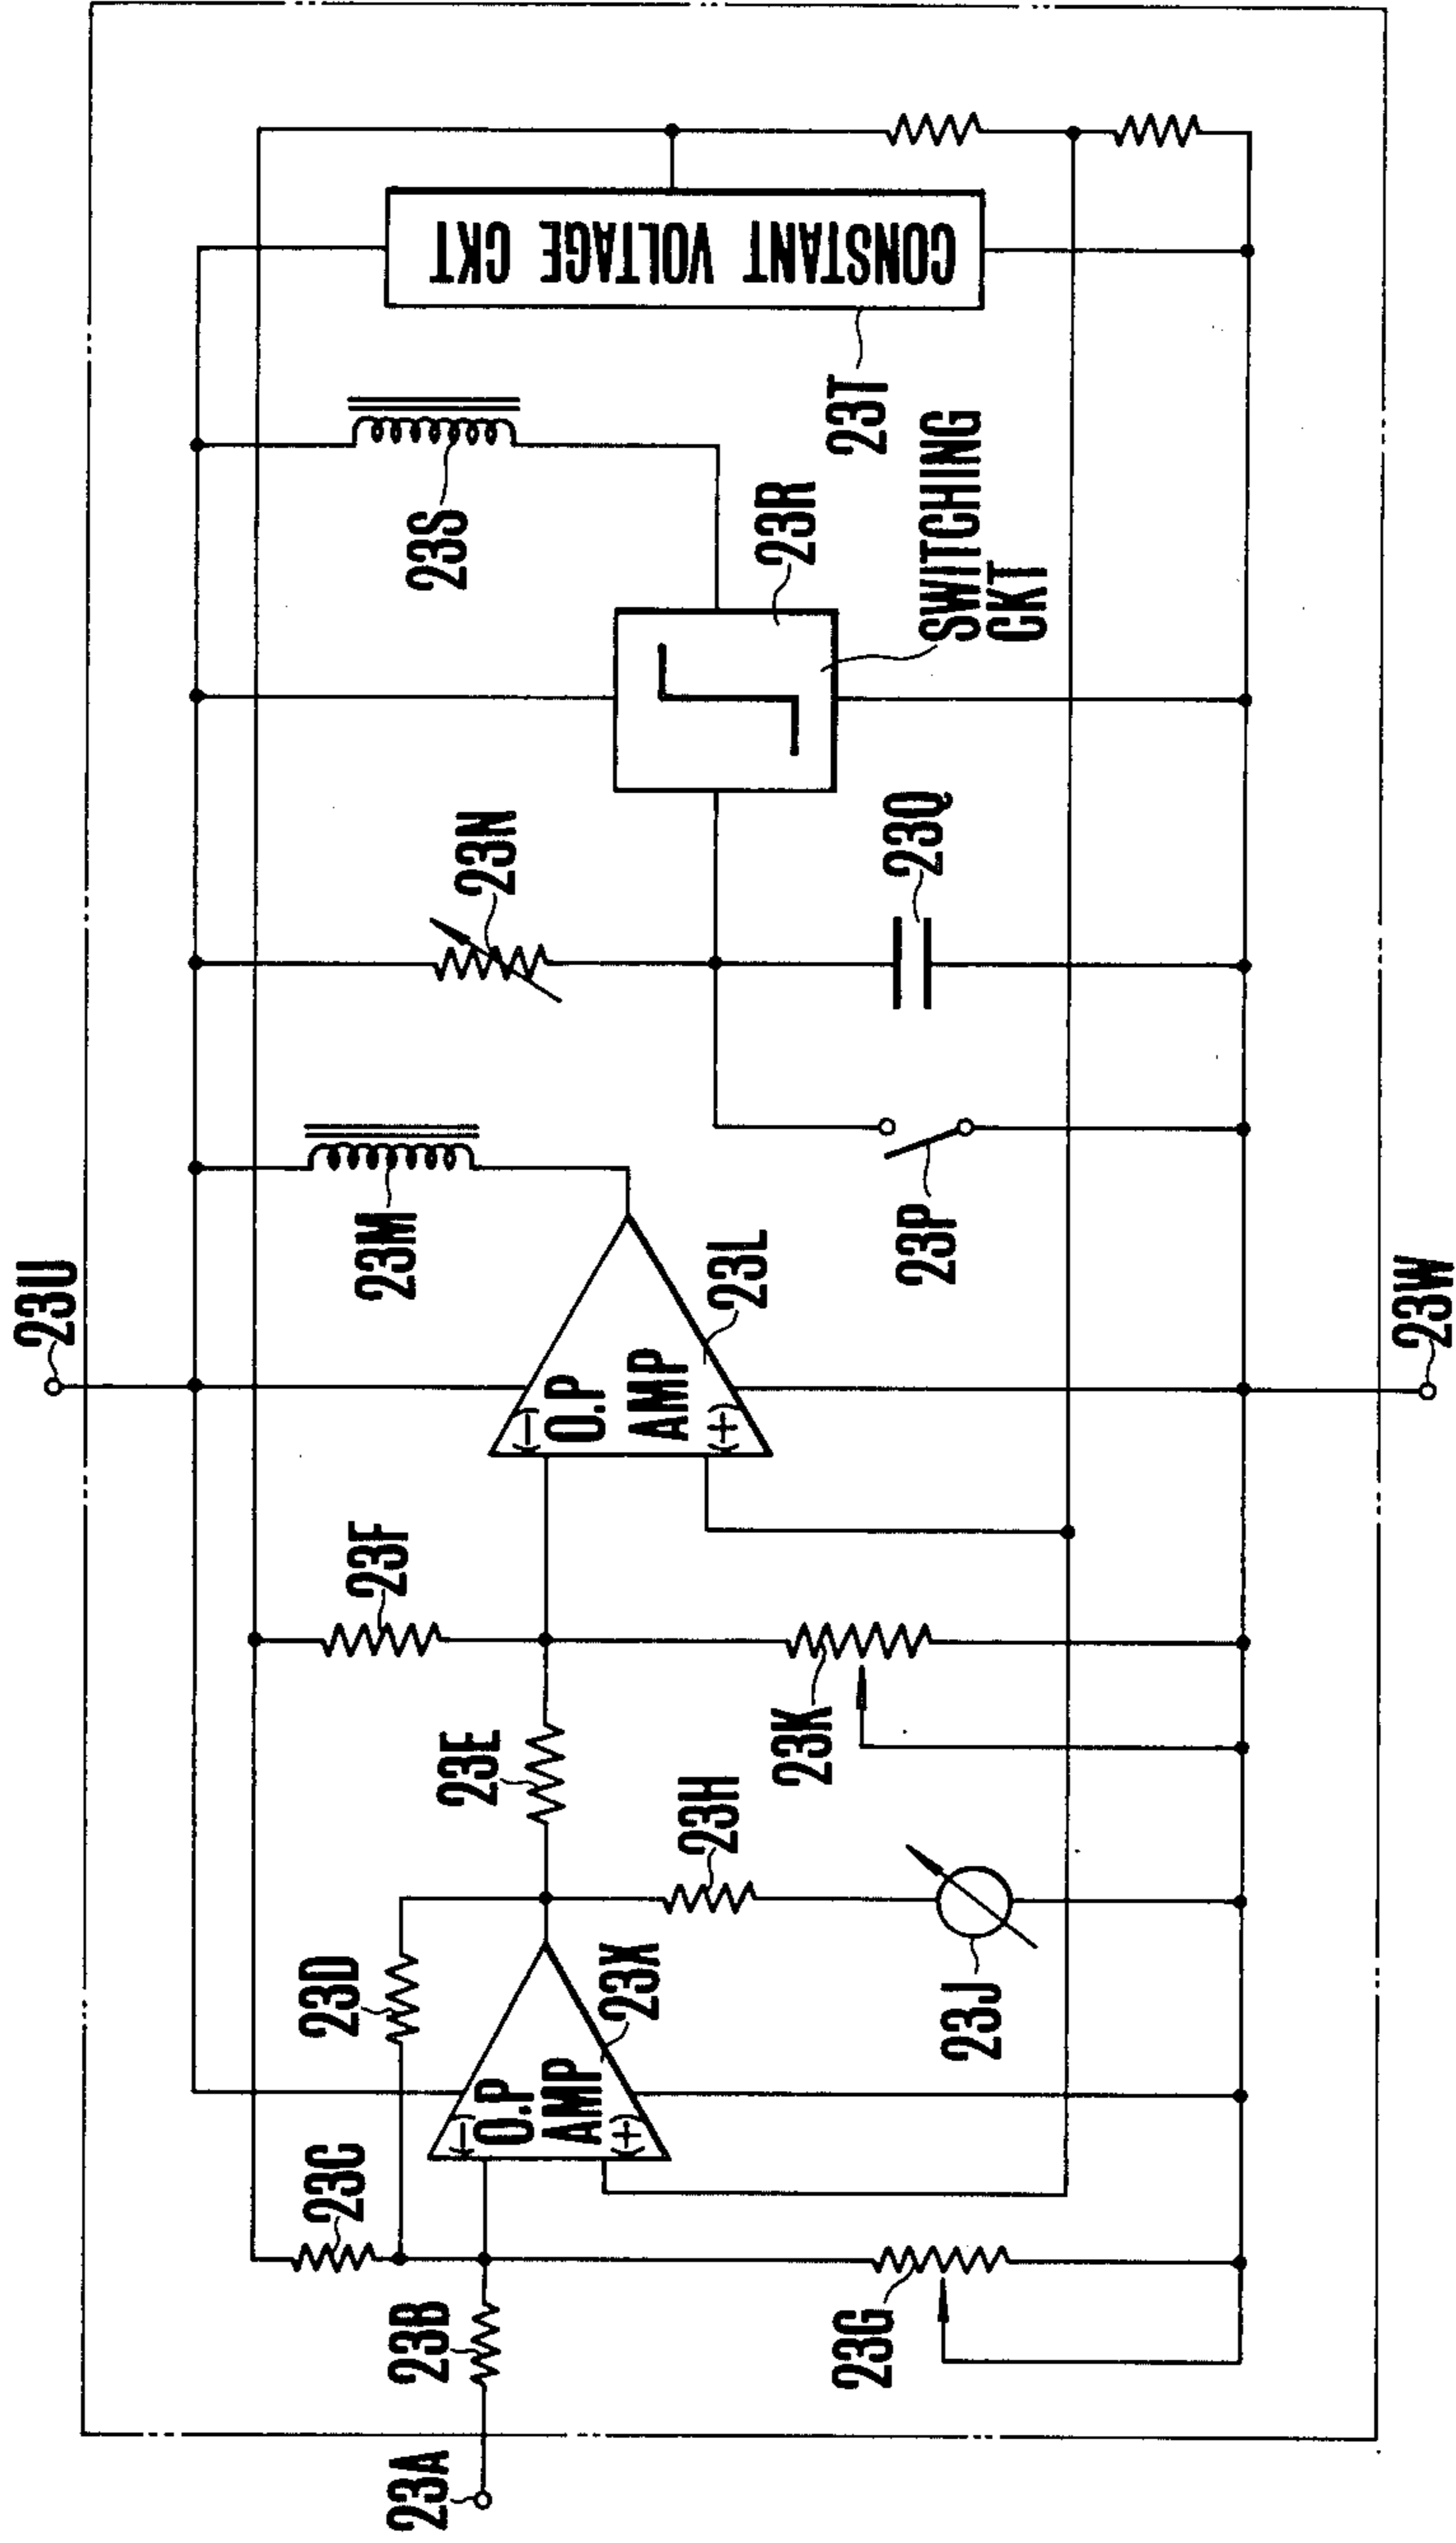 23U
23A
23B
23C
23D
23E
23F
23G
23H
23J
23K
(−)
O.P
AMP
(+)
23X
(−)
O.P
AMP
(+)
23L
23M
23N
23P
23Q
23R
SWITCHING
CKT
23S
23T
CONSTANT VOLTAGE CKT
23W